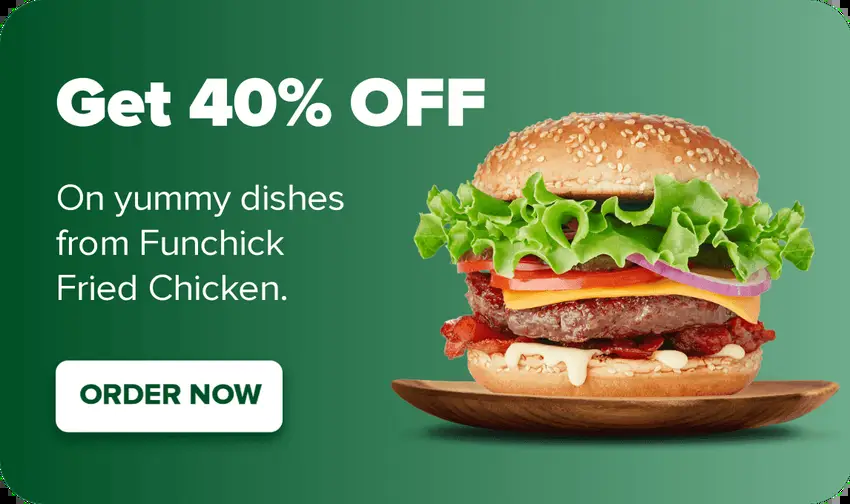 Get 40% OFF
On yummy dishes
from Funchick
Fried Chicken.
ORDER NOW